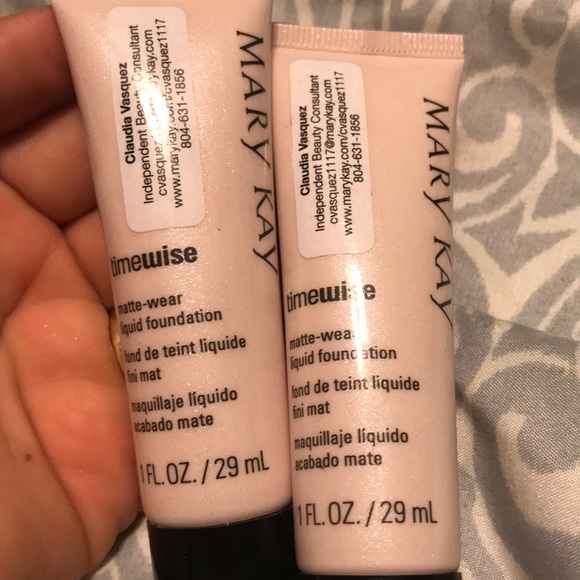 Claudia Vasquez
Independent Beauty Consultant
www.marykay.com/cvasquez1117
804-631-1856
MARY KAY
timewise
matte-wear
liquid foundation
fond de teint liquide
fini mat
maquillaje líquido
acabado mate
1 FL.OZ. / 29 mL
Claudia Vasquez
Independent Beauty Consultant
cvasquez1117@marykay.com
www.marykay.com/cvasquez1117
804-631-1856
MARY KAY
timewise
matte-wear
liquid foundation
fond de teint liquide
fini mat
maquillaje líquido
acabado mate
1 FL.OZ. / 29 mL